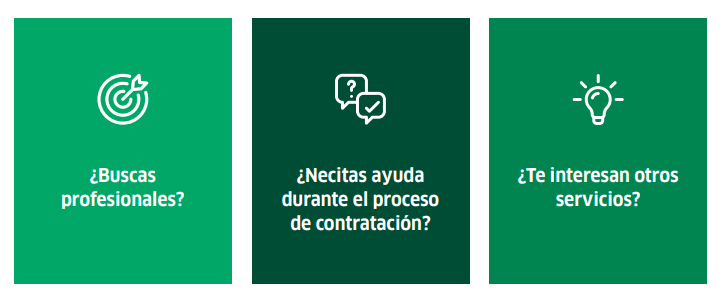 ¿Buscas
profesionales?
¿Necitas ayuda
durante el proceso
de contratación?
¿Te interesan otros
servicios?